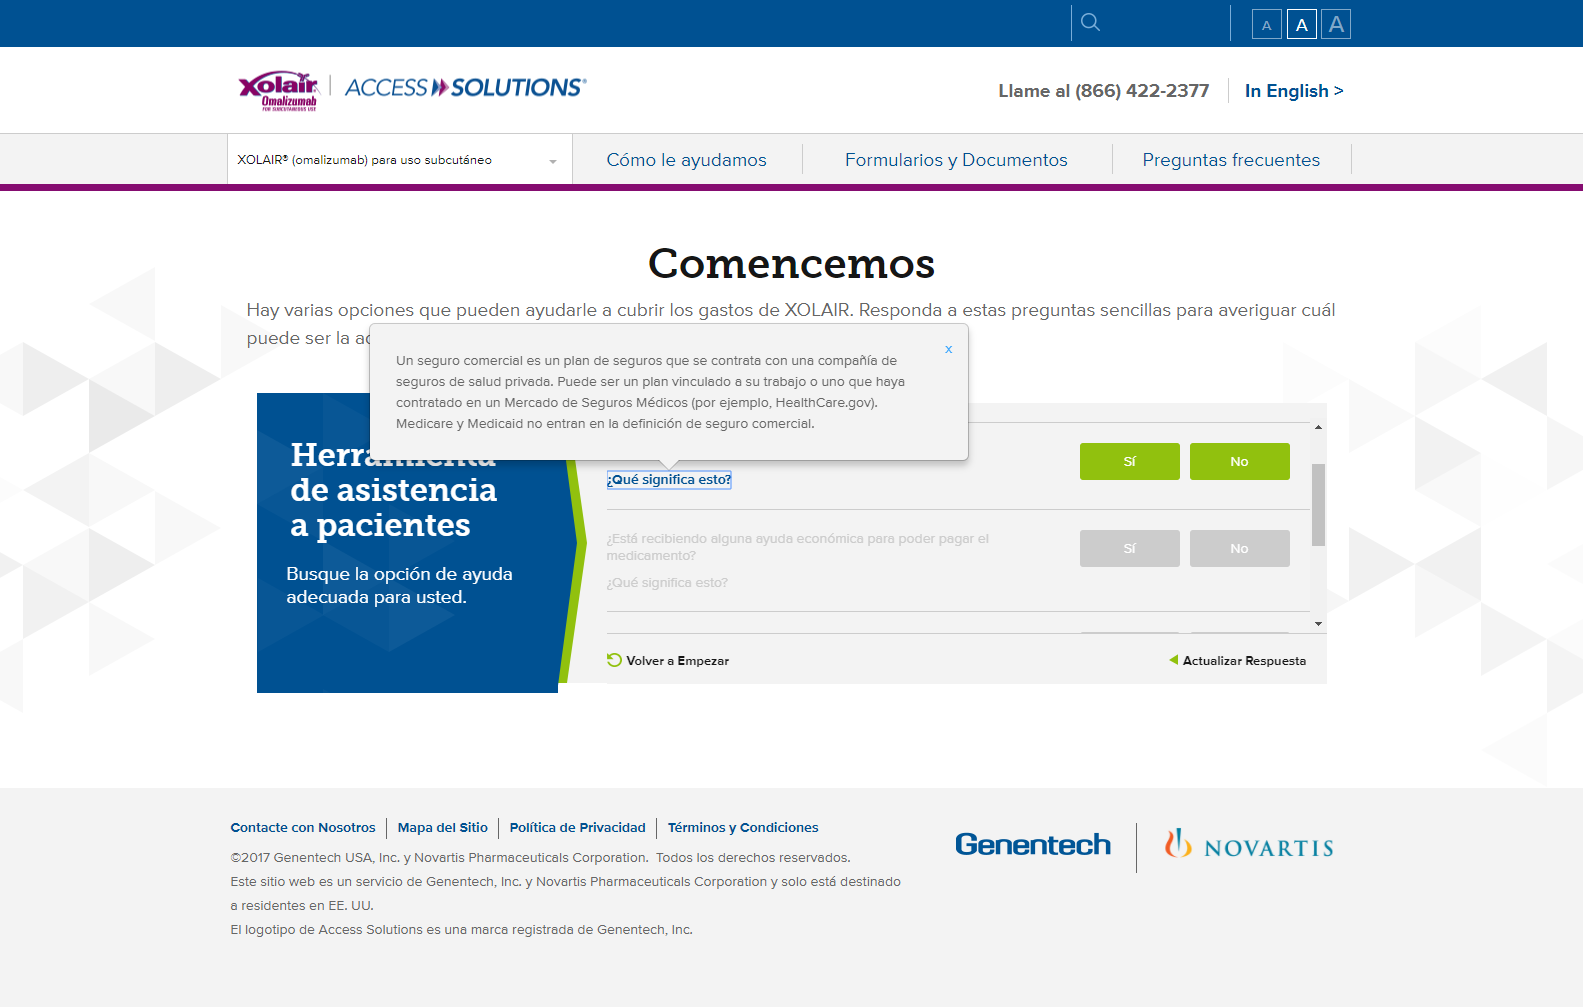 A A A
Xolair
Omalizumab
FOR SUBCUTANEOUS USE
ACCESS SOLUTIONS®
Llame al (866) 422-2377
In English >
XOLAIR® (omalizumab) para uso subcutáneo
Cómo le ayudamos
Formularios y Documentos
Preguntas frecuentes
Comencemos
Hay varias opciones que pueden ayudarle a cubrir los gastos de XOLAIR. Responda a estas preguntas sencillas para averiguar cuál
puede ser la
x
Un seguro comercial es un plan de seguros que se contrata con una compañía de
seguros de salud privada. Puede ser un plan vinculado a su trabajo o uno que haya
contratado en un Mercado de Seguros Médicos (por ejemplo, HealthCare.gov).
Medicare y Medicaid no entran en la definición de seguro comercial.
Herramienta
de asistencia
a pacientes
Busque la opción de ayuda
adecuada para usted.
Sí No
¿Qué significa esto?
¿Está recibiendo alguna ayuda económica para poder pagar el
medicamento?
Sí No
¿Qué significa esto?
Volver a Empezar
Actualizar Respuesta
Contacte con Nosotros
Mapa del Sitio
Política de Privacidad
Términos y Condiciones
©2017 Genentech USA, Inc. y Novartis Pharmaceuticals Corporation. Todos los derechos reservados.
Este sitio web es un servicio de Genentech, Inc. y Novartis Pharmaceuticals Corporation y solo está destinado
a residentes en EE. UU.
El logotipo de Access Solutions es una marca registrada de Genentech, Inc.
Genentech
NOVARTIS